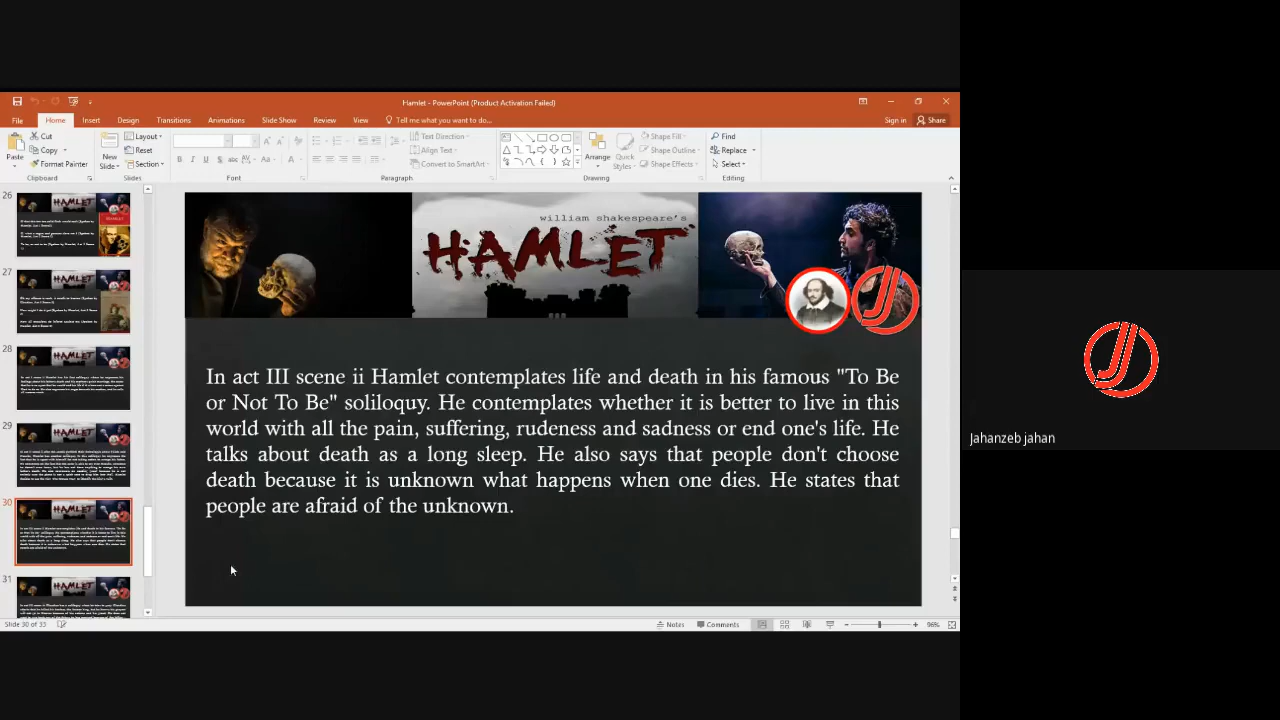 Hamlet - PowerPoint (Product Activation Failed)
File Home Insert Design Transitions Animations Slide Show Review View Tell me what you want to do... Sign in Share
Paste Cut Copy Format Painter Clipboard
New Slide Layout Reset Section Slides
Font
Text Direction Align Text Convert to SmartArt Paragraph
Arrange Quick Styles Shape Fill Shape Outline Shape Effects Drawing
Find Replace Select Editing
26
HAMLET
27
HAMLET
28
HAMLET
29
HAMLET
30
HAMLET
31
HAMLET
william shakespeare's
HAMLET
In act III scene ii Hamlet contemplates life and death in his famous "To Be
or Not To Be" soliloquy. He contemplates whether it is better to live in this
world with all the pain, suffering, rudeness and sadness or end one's life. He
talks about death as a long sleep. He also says that people don't choose
death because it is unknown what happens when one dies. He states that
people are afraid of the unknown.
Slide 30 of 33 Notes Comments 96%
Jahanzeb jahan